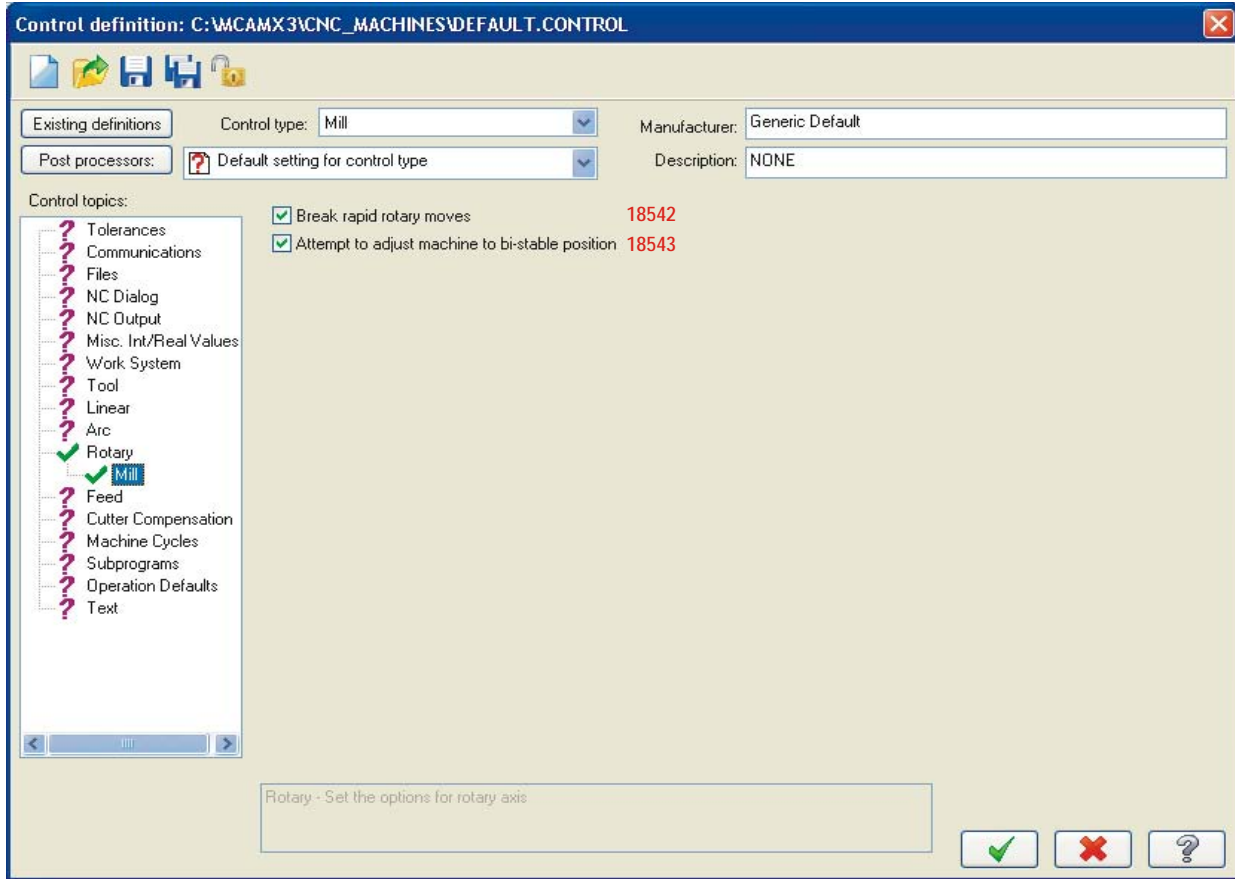 Control definition: C:\MCAMX3\CNC_MACHINES\DEFAULT.CONTROL
Existing definitions
Control type: Mill
Manufacturer: Generic Default
Post processors:
Default setting for control type
Description: NONE
Control topics:
Tolerances
Communications
Files
NC Dialog
NC Output
Misc. Int/Real Values
Work System
Tool
Linear
Arc
Rotary
Mill
Feed
Cutter Compensation
Machine Cycles
Subprograms
Operation Defaults
Text
Break rapid rotary moves 18542
Attempt to adjust machine to bi-stable position 18543
Rotary - Set the options for rotary axis